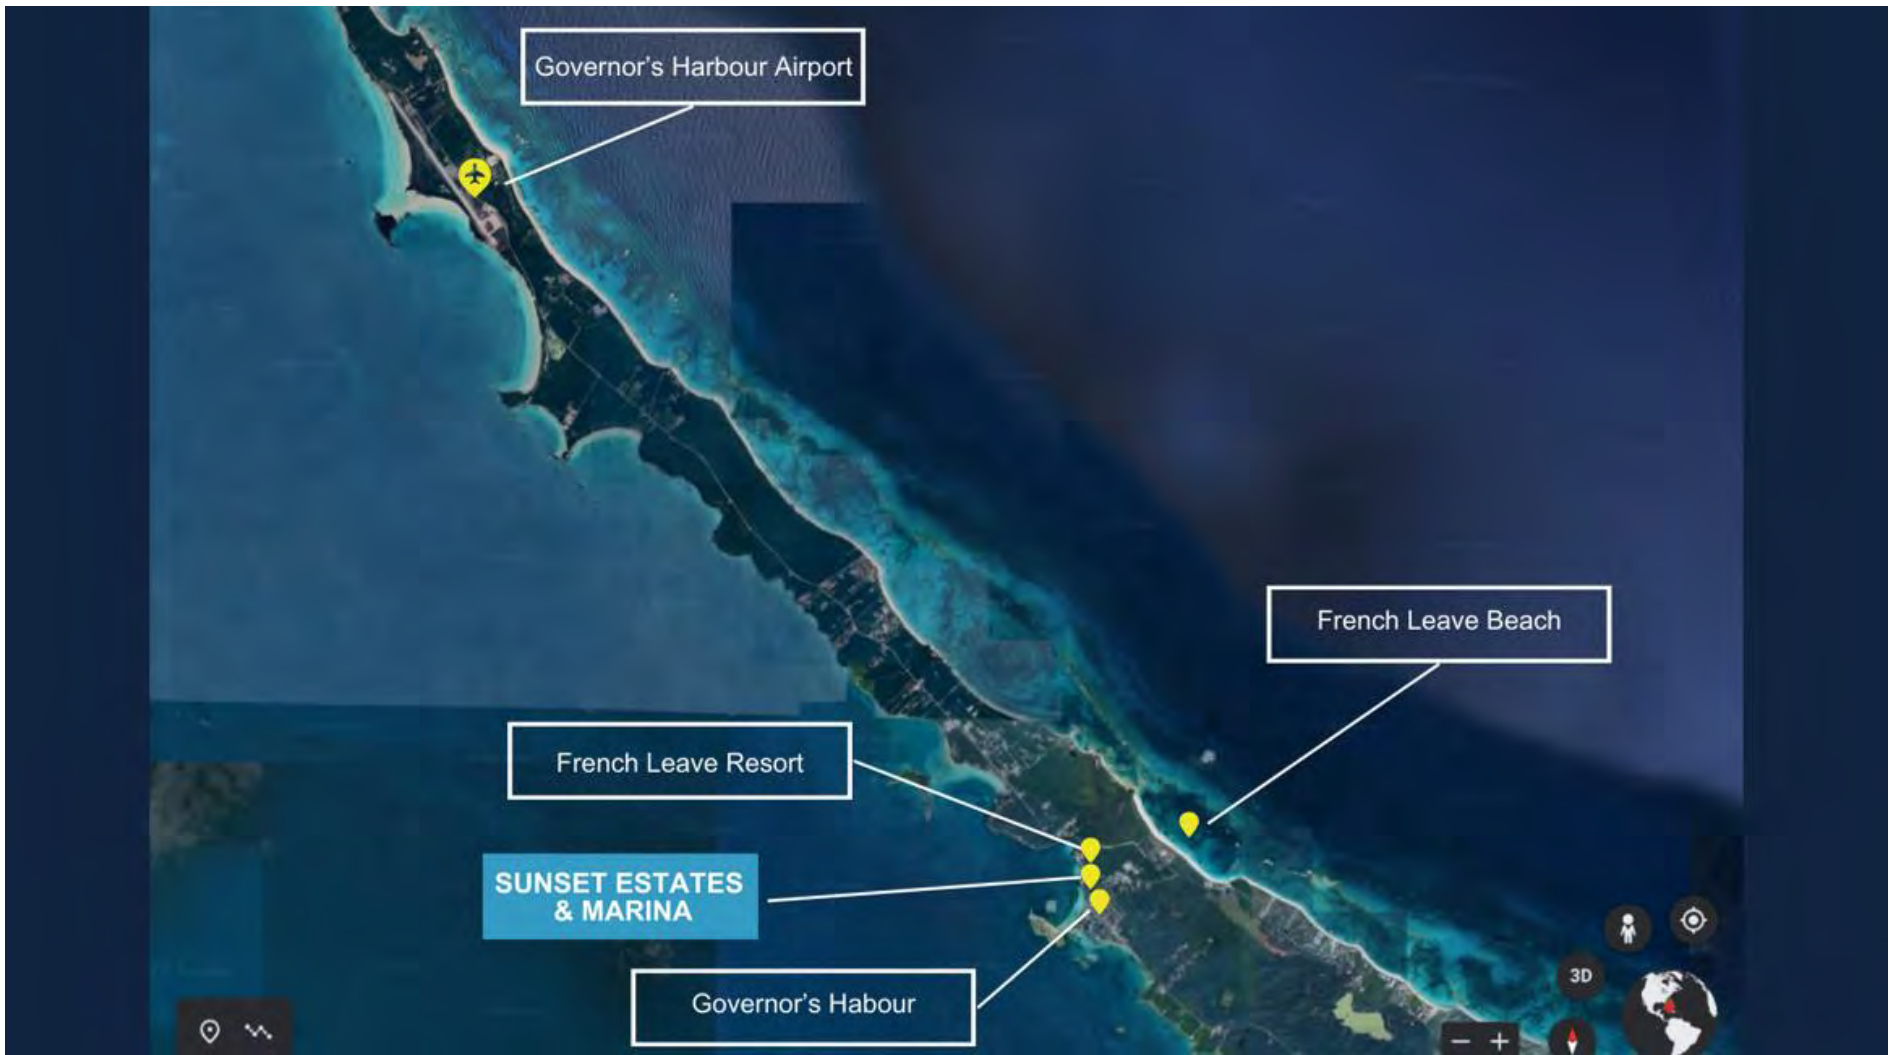 Governor's Harbour Airport
French Leave Beach
French Leave Resort
SUNSET ESTATES
& MARINA
Governor's Habour
3D